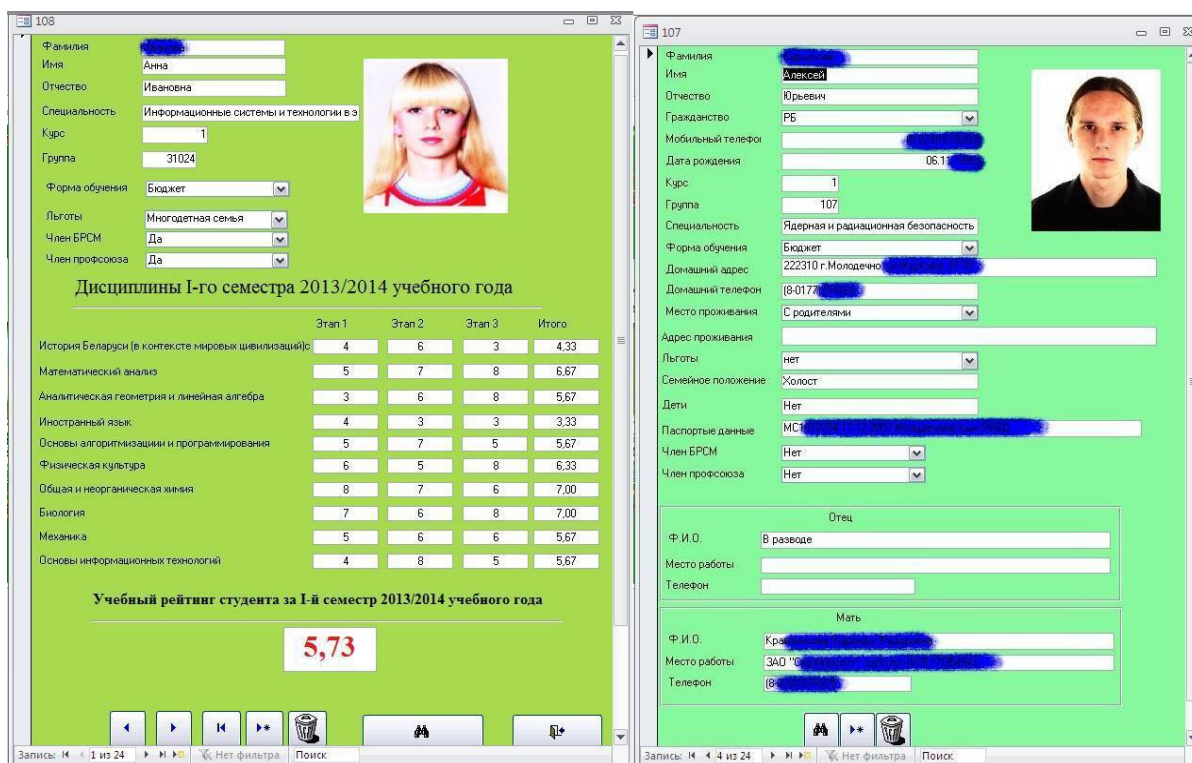 108
Фамилия
Имя Анна
Отчество Ивановна
Специальность Информационные системы и технологии в э
Курс 1
Группа 31024
Форма обучения Бюджет
Льготы Многодетная семья
Член БРСМ Да
Член профсоюза Да
Дисциплины I-го семестра 2013/2014 учебного года
Этап 1 Этап 2 Этап 3 Итого
История Беларуси (в контексте мировых цивилизаций)с 4 6 3 4,33
Математический анализ 5 7 8 6,67
Аналитическая геометрия и линейная алгебра 3 6 8 5,67
Иностранный язык 4 3 3 3,33
Основы алгоритмизациии и программирования 5 7 5 5,67
Физическая культура 6 5 8 6,33
Общая и неорганическая химия 8 7 6 7,00
Биология 7 6 8 7,00
Механика 5 6 6 5,67
Основы информационных технологий 4 8 5 5,67
Учебный рейтинг студента за I-й семестр 2013/2014 учебного года
5,73
Запись: 1 из 24 Нет фильтра Поиск
107
Фамилия
Имя Алексей
Отчество Юрьевич
Гражданство РБ
Мобильный телефо
Дата рождения 06.11
Курс 1
Группа 107
Специальность Ядерная и радиационная безопасность
Форма обучения Бюджет
Домашний адрес 222310 г.Молодечно
Домашний телефон (8-0177
Место проживания С родителями
Адрес проживания
Льготы нет
Семейное положение Холост
Дети Нет
Паспортые данные МС1
Член БРСМ Нет
Член профсоюза Нет
Отец
Ф.И.О. В разводе
Место работы
Телефон
Мать
Ф.И.О. Кра
Место работы ЗАО
Телефон (8-
Запись: 4 из 24 Нет фильтра Поиск